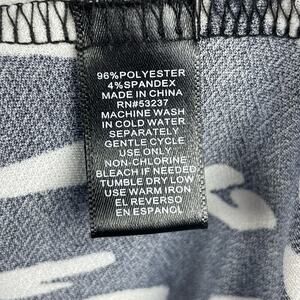 96%POLYESTER
4%SPANDEX
MADE IN CHINA
RN#53237
MACHINE WASH
IN COLD WATER
SEPARATELY
GENTLE CYCLE
USE ONLY
NON-CHLORINE
BLEACH IF NEEDED
TUMBLE DRY LOW
USE WARM IRON
EL REVERSO
EN ESPANOL